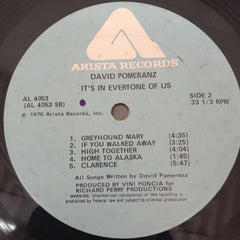 ARISTA RECORDS
DAVID POMERANZ
IT'S IN EVERYONE OF US
AL 4053
(AL 4053 SB)
SIDE 2
33 1/3 RPM
℗ 1975 Arista Records, Inc.
1. GREYHOUND MARY (4:35)
2. IF YOU WALKED AWAY (3:25)
3. HIGH TOGETHER (4:04)
4. HOME TO ALASKA (1:45)
5. CLARENCE (5:47)
All Songs Written by David Pomeranz
PRODUCED BY VINI PONCIA for
RICHARD PERRY PRODUCTIONS
WARNING: Unauthorized reproduction of this recording is prohibited
by Federal law and subject to criminal prosecution.